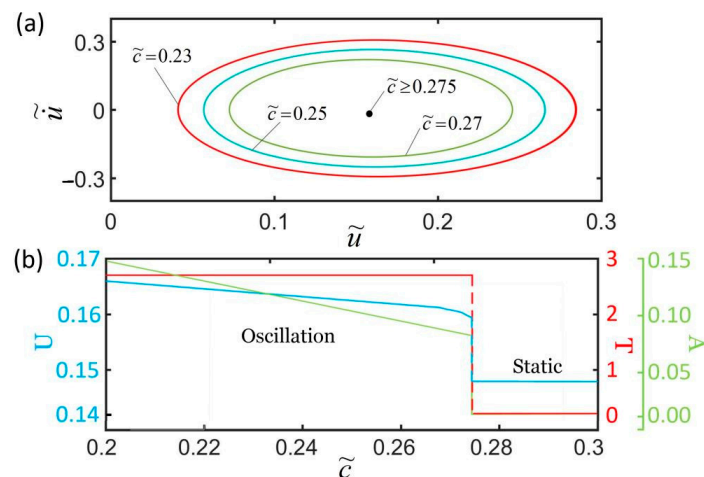 (a)
0.3
0
−0.3
c̃=0.23
c̃≥0.275
c̃=0.25
c̃=0.27
0 0.1 0.2 0.3
ũ
ũ̇
(b)
0.17 3 0.15
0.16 2 0.10
0.15 1 0.05
0.14 0 0.00
U
T
A
Oscillation
Static
0.2 0.22 0.24 0.26 0.28 0.3
c̃